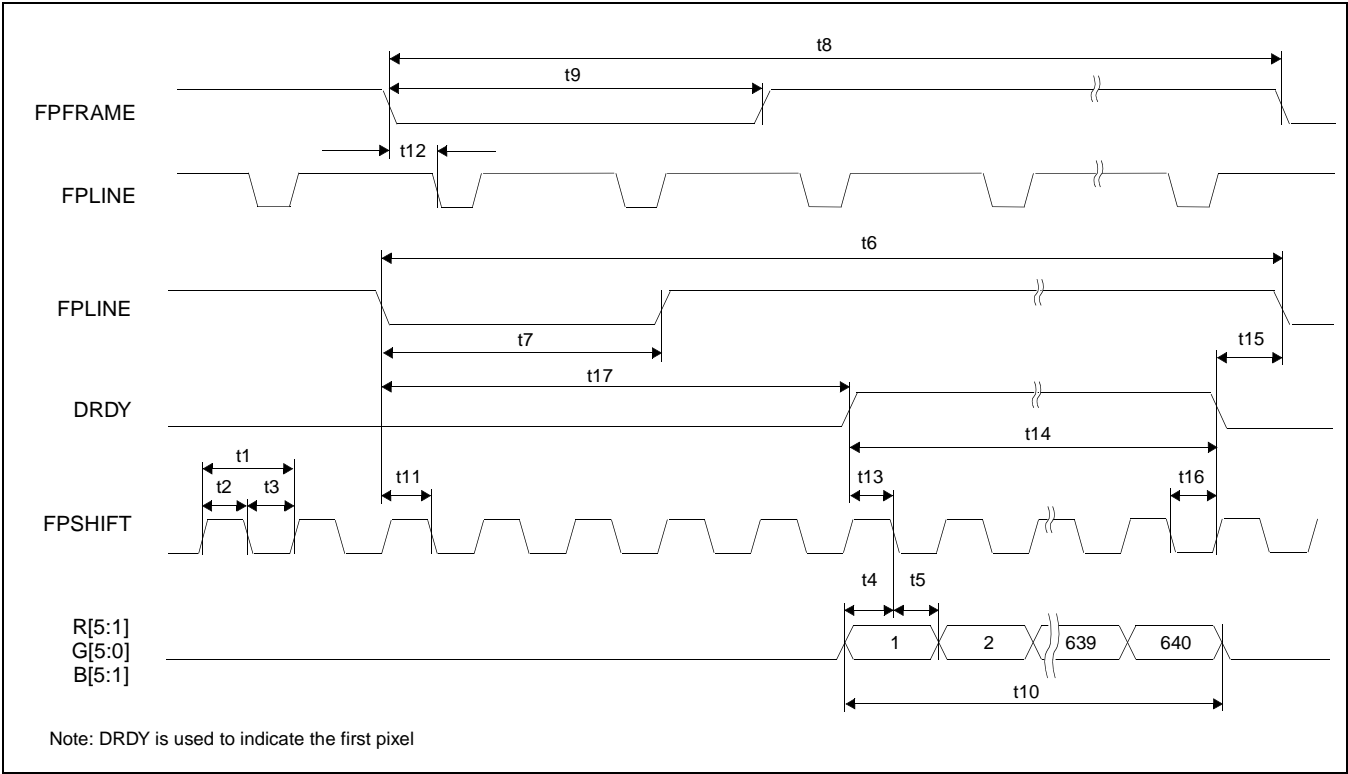 t8
t9
FPFRAME
t12
FPLINE
t6
FPLINE
t7
t15
t17
DRDY
t14
t1
t11
t13
t16
t2
t3
FPSHIFT
t4
t5
R[5:1]
G[5:0]
B[5:1]
1
2
639
640
t10
Note: DRDY is used to indicate the first pixel